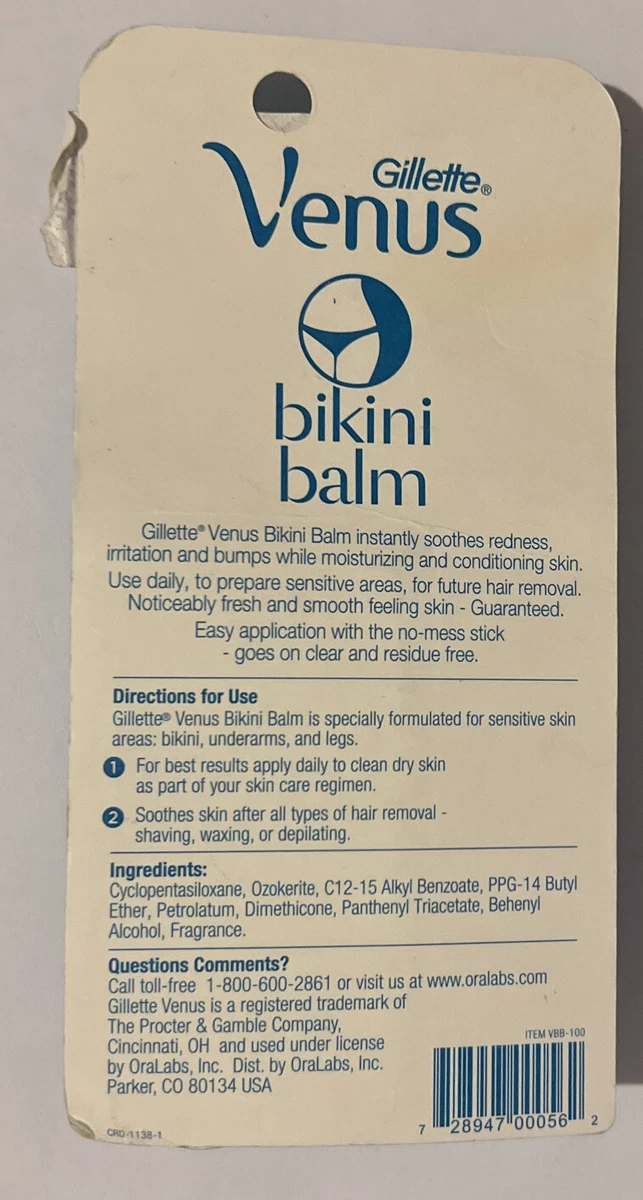 Gillette®
Venus
bikini
balm
Gillette® Venus Bikini Balm instantly soothes redness,
irritation and bumps while moisturizing and conditioning skin.
Use daily, to prepare sensitive areas, for future hair removal.
Noticeably fresh and smooth feeling skin - Guaranteed.
Easy application with the no-mess stick
- goes on clear and residue free.
Directions for Use
Gillette® Venus Bikini Balm is specially formulated for sensitive skin
areas: bikini, underarms, and legs.
1 For best results apply daily to clean dry skin
as part of your skin care regimen.
2 Soothes skin after all types of hair removal -
shaving, waxing, or depilating.
Ingredients:
Cyclopentasiloxane, Ozokerite, C12-15 Alkyl Benzoate, PPG-14 Butyl
Ether, Petrolatum, Dimethicone, Panthenyl Triacetate, Behenyl
Alcohol, Fragrance.
Questions Comments?
Call toll-free 1-800-600-2861 or visit us at www.oralabs.com
Gillette Venus is a registered trademark of
The Procter & Gamble Company,
Cincinnati, OH and used under license
by OraLabs, Inc. Dist. by OraLabs, Inc.
Parker, CO 80134 USA
ITEM VBB-100
7 28947 00056 2
CRD-1138-1